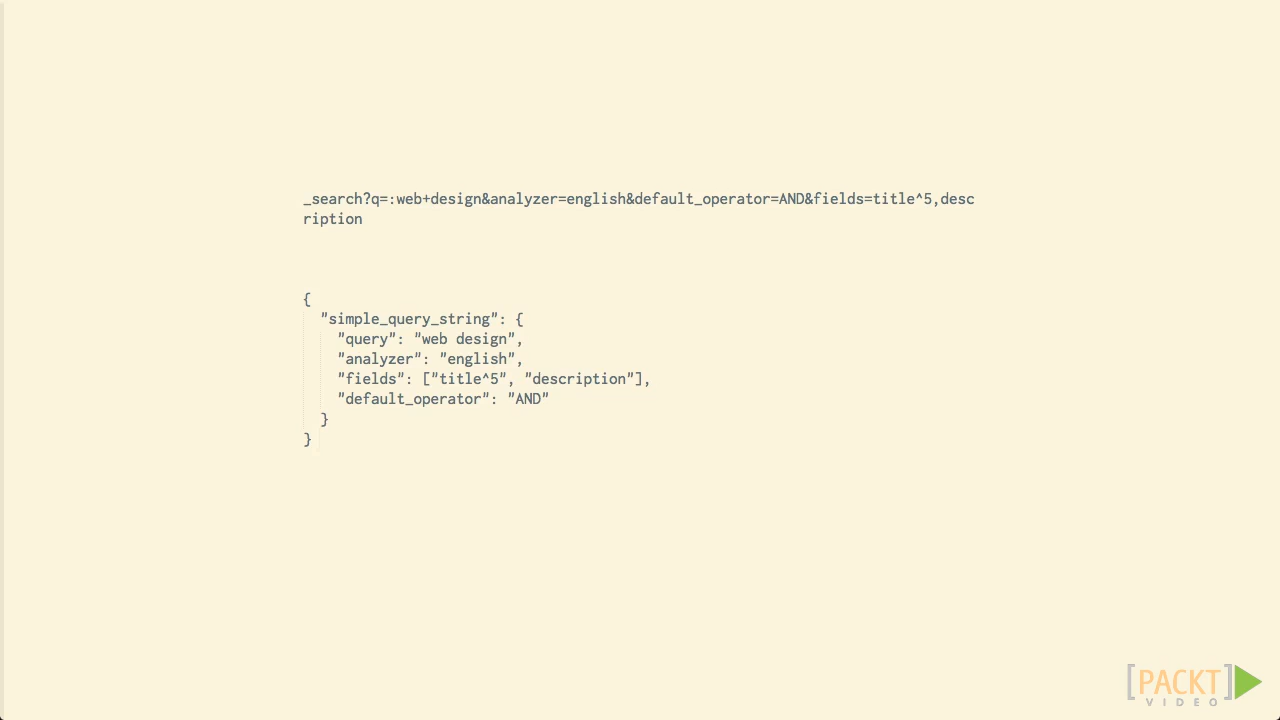 _search?q=:web+design&analyzer=english&default_operator=AND&fields=title^5,desc
ription
{
"simple_query_string": {
"query": "web design",
"analyzer": "english",
"fields": ["title^5", "description"],
"default_operator": "AND"
}
}
[PACKT]
VIDEO